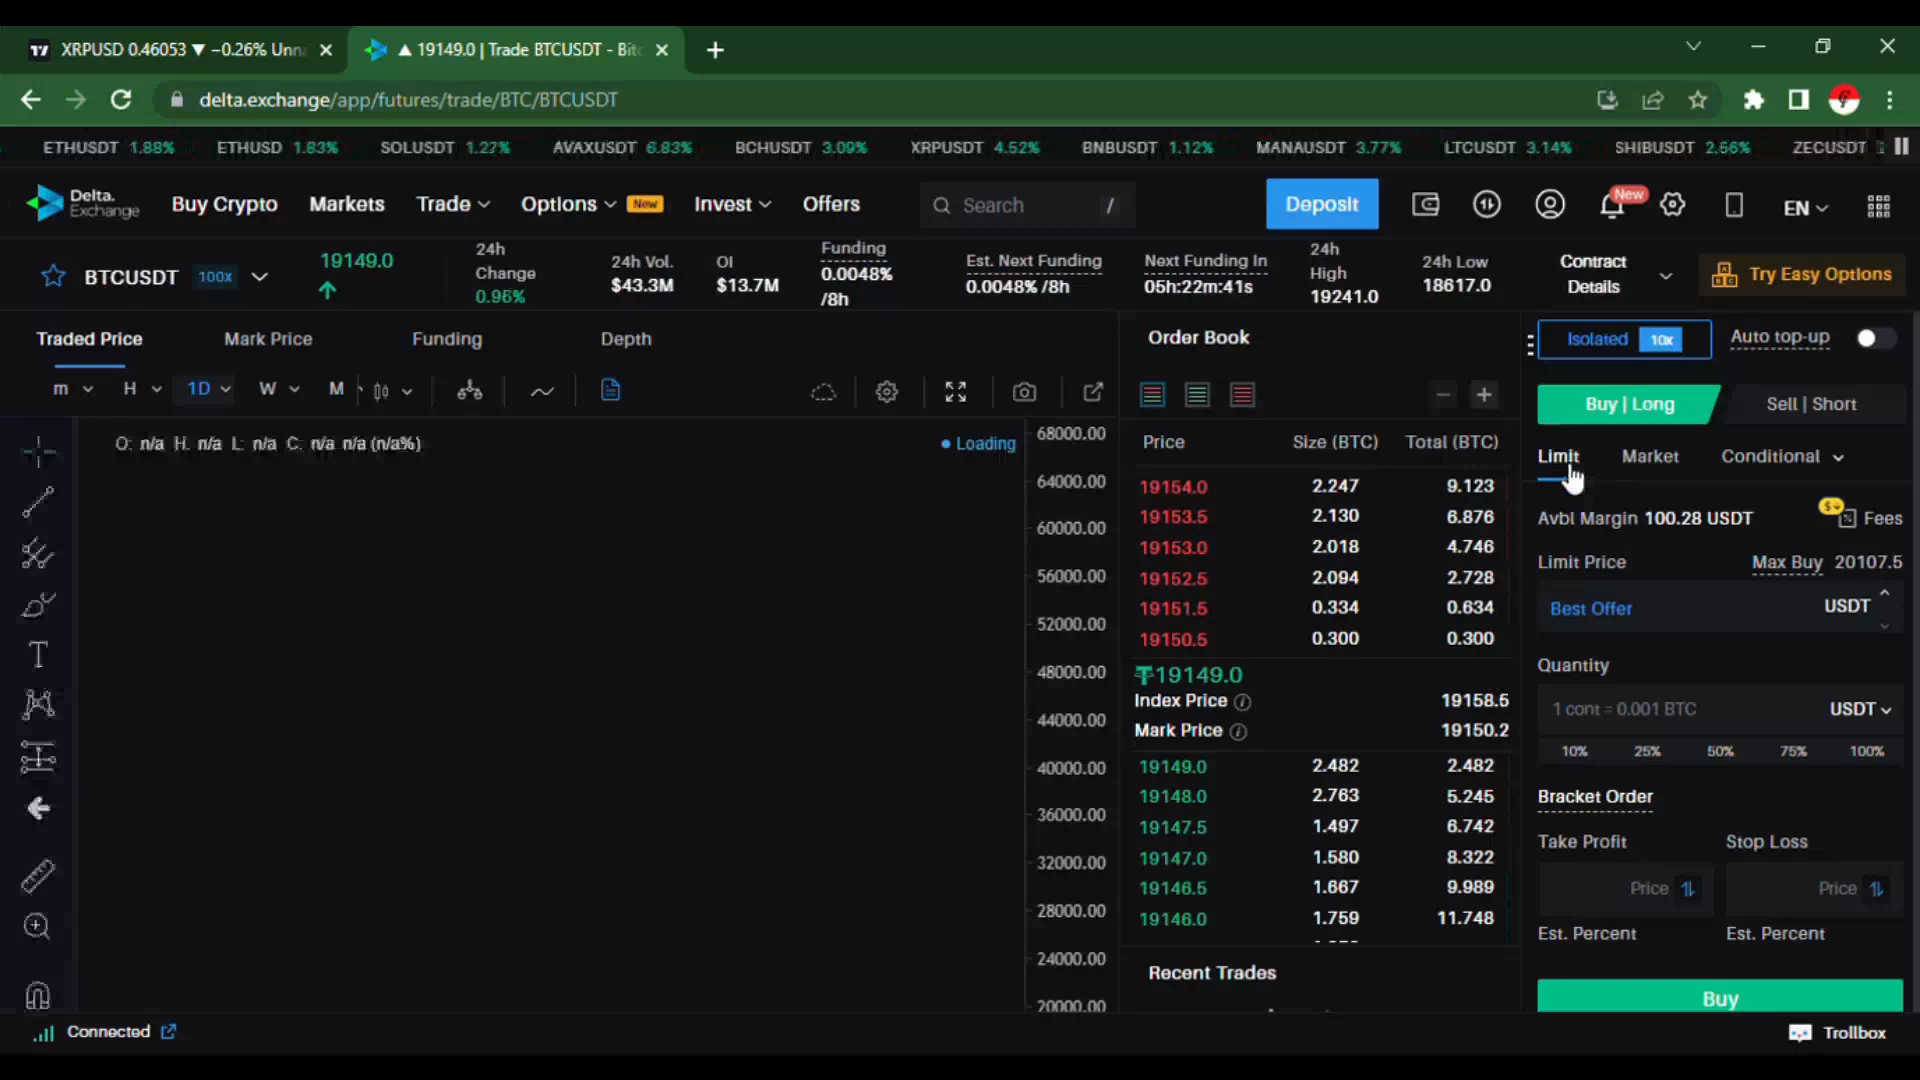 XRPUSD 0.46053 ▼ −0.26% Unna
▲ 19149.0 | Trade BTCUSDT - Bit
delta.exchange/app/futures/trade/BTC/BTCUSDT
ETHUSDT 1.88% ETHUSD 1.83% SOLUSDT 1.27% AVAXUSDT 6.83% BCHUSDT 3.09% XRPUSDT 4.52% BNBUSDT 1.12% MANAUSDT 3.77% LTCUSDT 3.14% SHIBUSDT 2.56% ZECUSDT
Delta. Exchange
Buy Crypto Markets Trade Options New Invest Offers Search / Deposit New EN
BTCUSDT 100x
19149.0
24h Change 0.96%
24h Vol. $43.3M
OI $13.7M
Funding 0.0048% /8h
Est. Next Funding 0.0048% /8h
Next Funding In 05h:22m:41s
24h High 19241.0
24h Low 18617.0
Contract Details
Try Easy Options
Traded Price Mark Price Funding Depth
m H 1D W M
O: n/a H: n/a L: n/a C: n/a n/a (n/a%)
Loading
68000.00
64000.00
60000.00
56000.00
52000.00
48000.00
44000.00
40000.00
36000.00
32000.00
28000.00
24000.00
20000.00
Order Book
Price Size (BTC) Total (BTC)
19154.0 2.247 9.123
19153.5 2.130 6.876
19153.0 2.018 4.746
19152.5 2.094 2.728
19151.5 0.334 0.634
19150.5 0.300 0.300
₮19149.0
Index Price 19158.5
Mark Price 19150.2
19149.0 2.482 2.482
19148.0 2.763 5.245
19147.5 1.497 6.742
19147.0 1.580 8.322
19146.5 1.667 9.989
19146.0 1.759 11.748
Recent Trades
Isolated 10x Auto top-up
Buy | Long Sell | Short
Limit Market Conditional
Avbl Margin 100.28 USDT Fees
Limit Price Max Buy 20107.5
Best Offer USDT
Quantity
1 cont = 0.001 BTC USDT
10% 25% 50% 75% 100%
Bracket Order
Take Profit Stop Loss
Price Price
Est. Percent Est. Percent
Buy
Connected
Trollbox